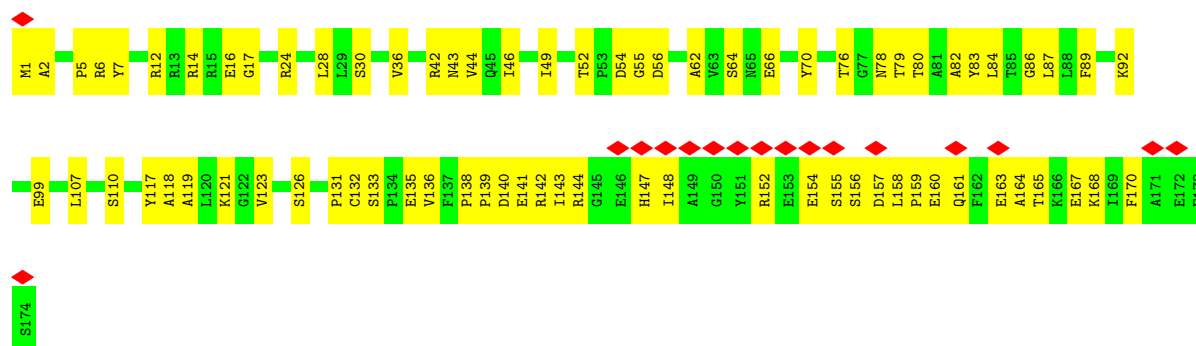 M1 A2 P5 R6 Y7 R12 R13 R14 R15 E16 G17 R24 L28 L29 S30 V36 R42 N43 V44 Q45 I46 I49 T52 P53 D54 G55 D56 A62 V63 S64 N65 E66 Y70 T76 G77 N78 T79 T80 A81 A82 Y83 L84 T85 G86 L87 L88 F89 K92
E99 L107 S110 Y117 A118 A119 L120 K121 G122 V123 S126 P131 C132 S133 P134 E135 V136 F137 P138 P139 D140 E141 R142 I143 R144 G145 E146 H147 I148 A149 G150 Y151 R152 E153 E154 S155 S156 D157 L158 P159 E160 Q161 F162 E163 A164 T165 K166 E167 K168 I169 F170 A171 E172
S174